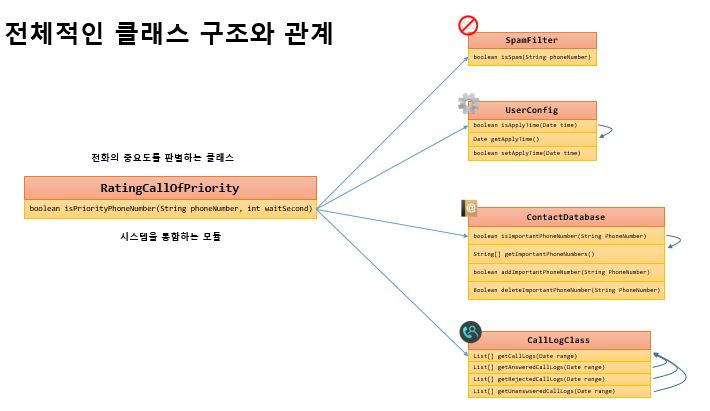 전체적인 클래스 구조와 관계
전화의 중요도를 판별하는 클래스
RatingCallOfPriority
boolean isPriorityPhoneNumber(String phoneNumber, int waitSecond)
시스템을 통합하는 모듈
SpamFilter
boolean isSpam(String phoneNumber)
UserConfig
boolean isApplyTime(Date time)
Date getApplyTime()
boolean setApplyTime(Date time)
ContactDatabase
boolean isImportantPhoneNumber(String PhoneNumber)
String[] getImportantPhoneNumbers()
boolean addImportantPhoneNumber(String PhoneNumber)
Boolean deleteImportantPhoneNumber(String PhoneNumber)
CallLogClass
List[] getCallLogs(Date range)
List[] getAnsweredCallLogs(Date range)
List[] getRejectedCallLogs(Date range)
List[] getUnansweredCallLogs(Date range)